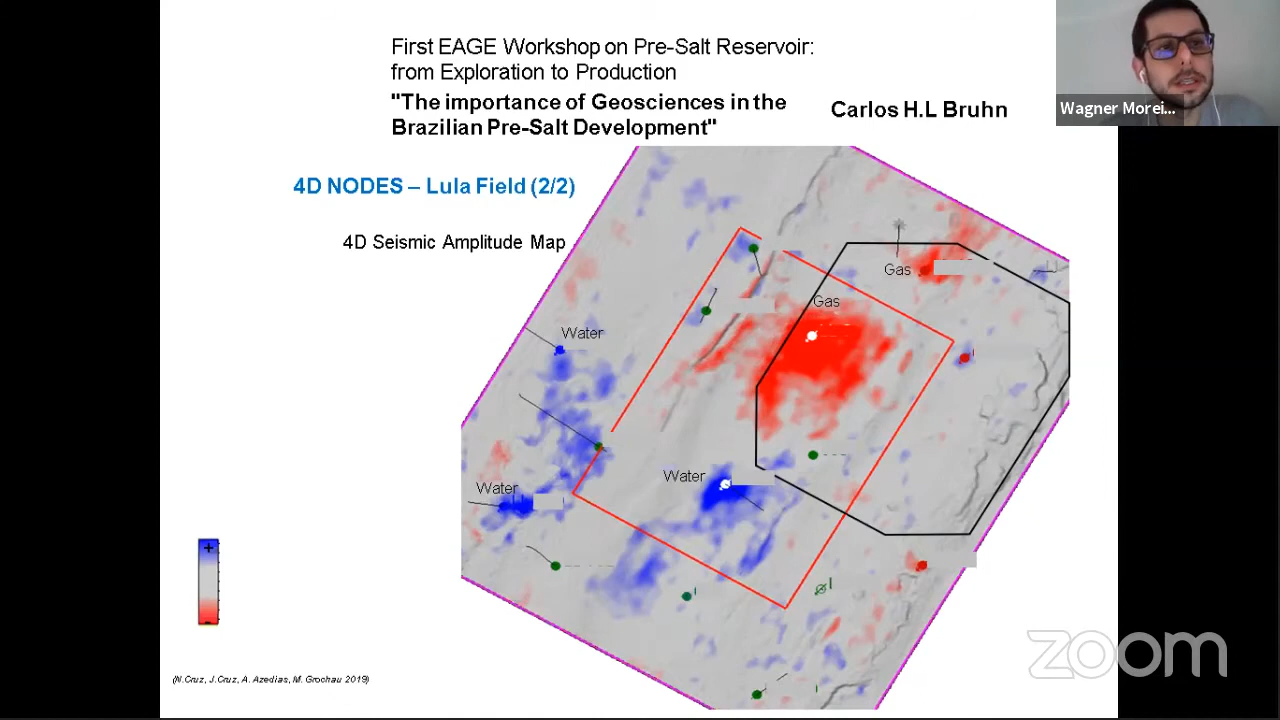 First EAGE Workshop on Pre-Salt Reservoir:
from Exploration to Production
"The importance of Geosciences in the
Brazilian Pre-Salt Development"
Carlos H.L Bruhn
Wagner Morei...
4D NODES – Lula Field (2/2)
4D Seismic Amplitude Map
Gas
Gas
Water
Water
Water
+
-
(N.Cruz, J.Cruz, A. Azedias, M. Grochau 2019)
zoom